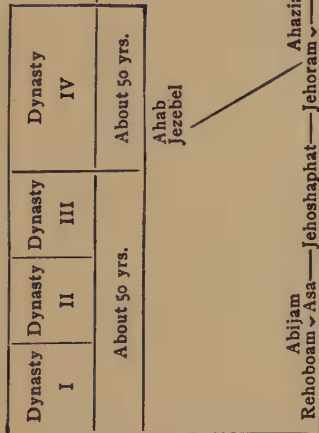 Dynasty I
Dynasty II
Dynasty III
Dynasty IV
About 50 yrs.
About 50 yrs.
Ahab
Jezebel
Abijam
Rehoboam Asa—Jehoshaphat—Jehoram